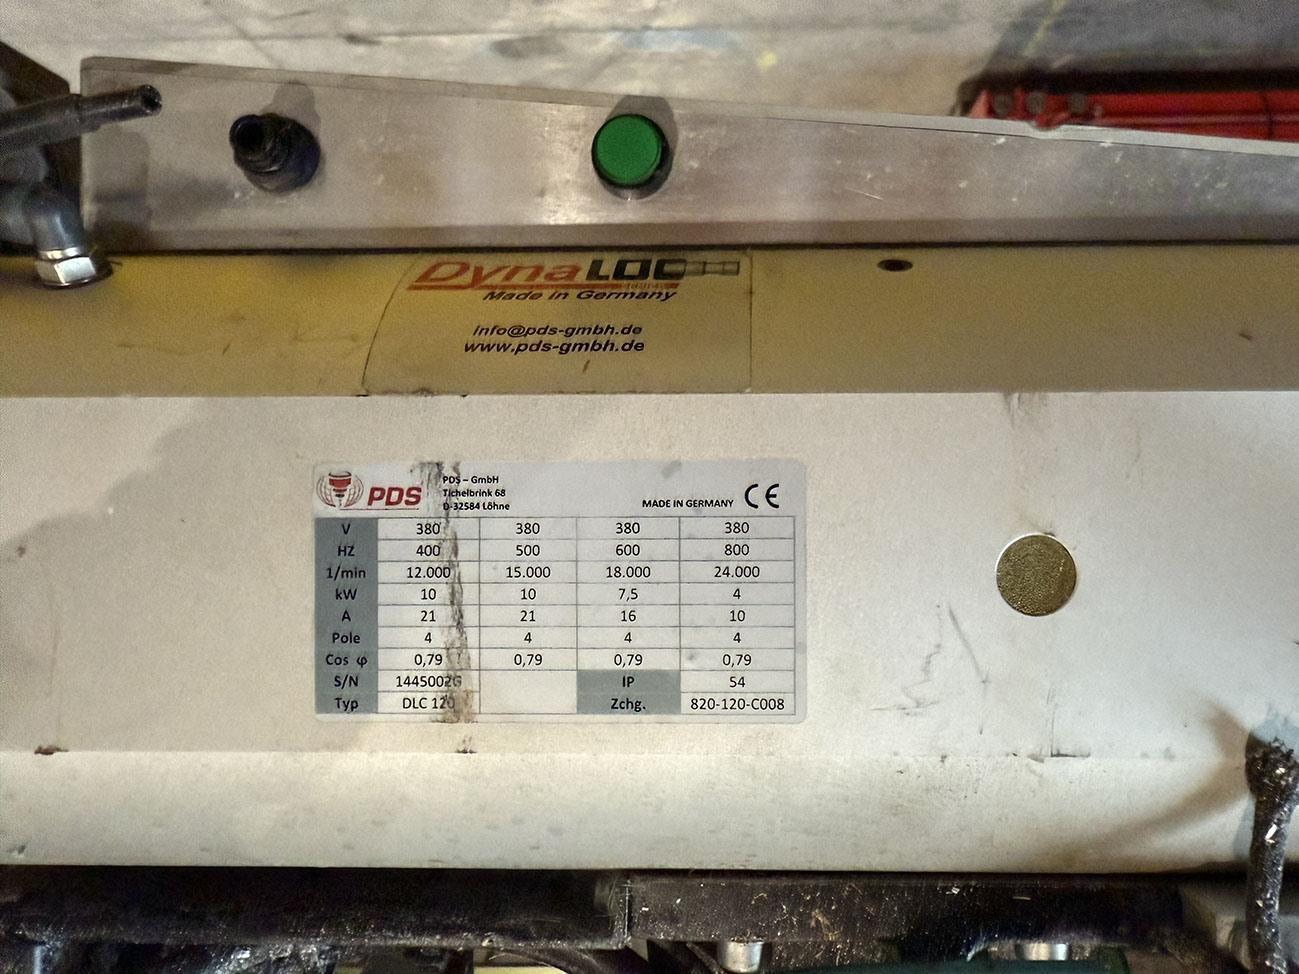 DynaLOC
Made in Germany
info@pds-gmbh.de
www.pds-gmbh.de
PDS
PDS – GmbH
Tichelbrink 68
D-32584 Löhne
MADE IN GERMANY CE
V 380 380 380 380
HZ 400 500 600 800
1/min 12.000 15.000 18.000 24.000
kW 10 10 7,5 4
A 21 21 16 10
Pole 4 4 4 4
Cos φ 0,79 0,79 0,79 0,79
S/N 1445002G IP 54
Typ DLC 120 Zchg. 820-120-C008